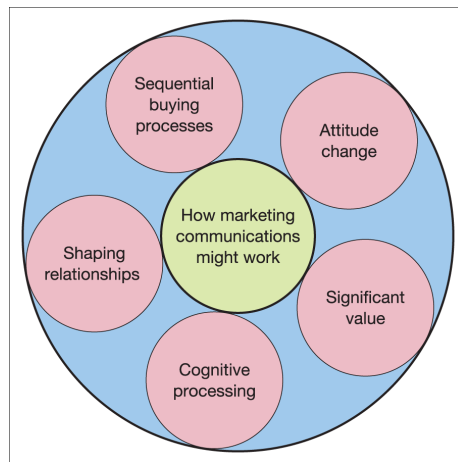 Sequential
buying
processes
Attitude
change
How marketing
communications
might work
Shaping
relationships
Significant
value
Cognitive
processing